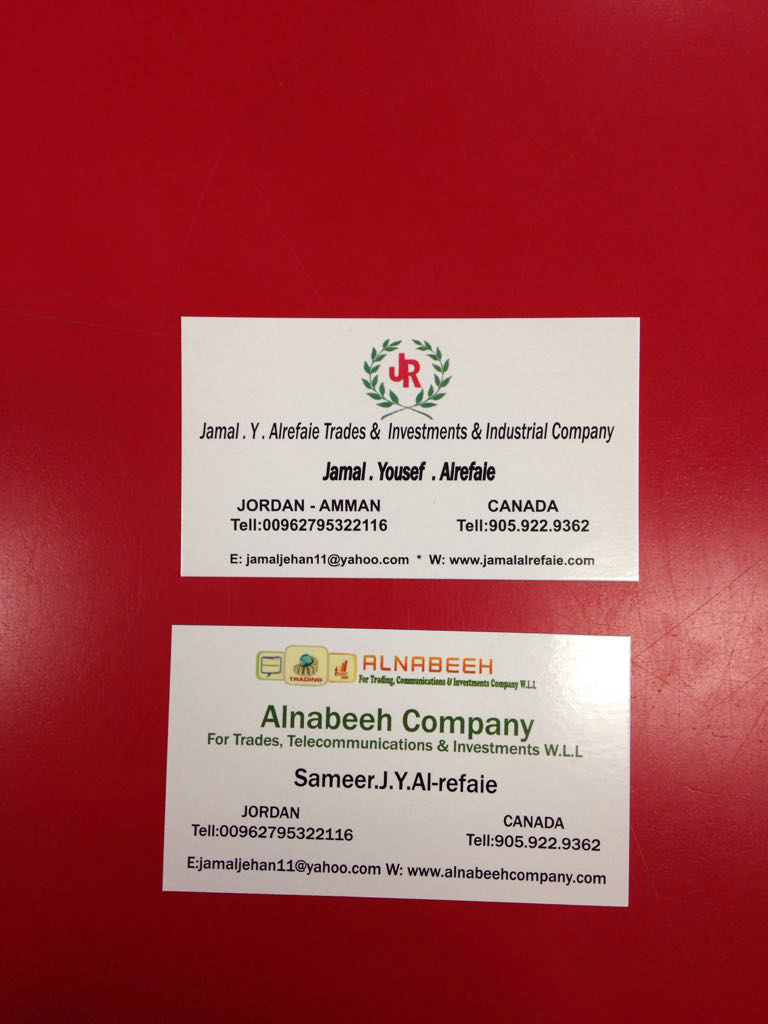 JR
Jamal . Y . Alrefaie Trades & Investments & Industrial Company
Jamal . Yousef . Alrefaie
JORDAN - AMMAN CANADA
Tell:00962795322116 Tell:905.922.9362
E: jamaljehan11@yahoo.com * W: www.jamalalrefaie.com
TRADING
ALNABEEH
For Trading, Communications & Investments Company W.L.L
Alnabeeh Company
For Trades, Telecommunications & Investments W.L.L
Sameer.J.Y.Al-refaie
JORDAN CANADA
Tell:00962795322116 Tell:905.922.9362
E:jamaljehan11@yahoo.com W: www.alnabeehcompany.com